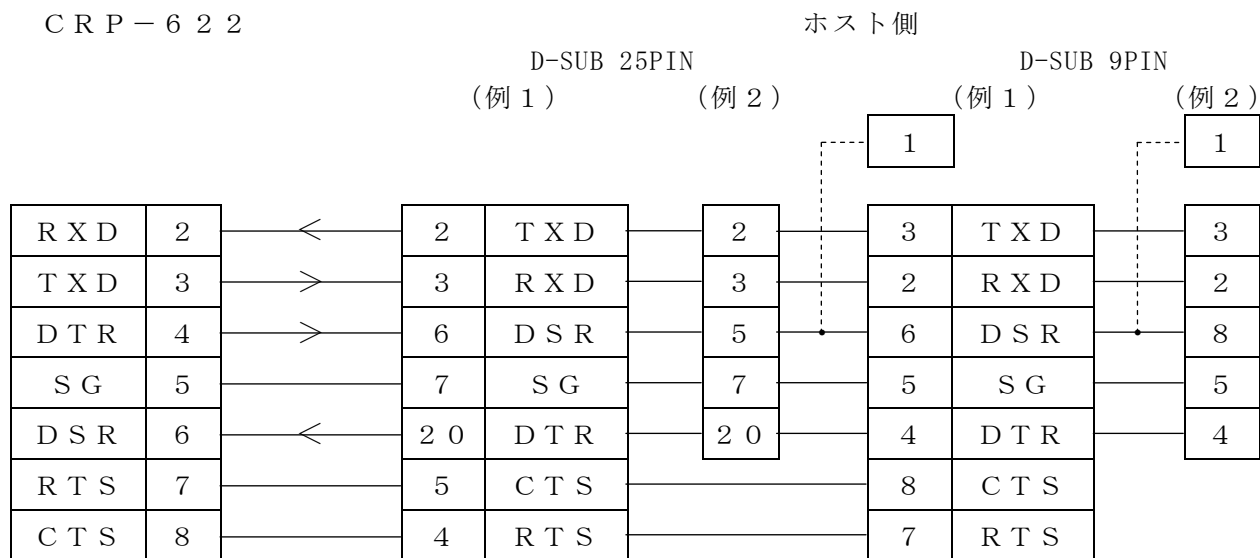 CRP-622 ホスト側
D-SUB 25PIN D-SUB 9PIN
(例1) (例2) (例1) (例2)
1 1
RXD 2 2 TXD 2 3 TXD 3
TXD 3 3 RXD 3 2 RXD 2
DTR 4 6 DSR 5 6 DSR 8
SG 5 7 SG 7 5 SG 5
DSR 6 20 DTR 20 4 DTR 4
RTS 7 5 CTS 8 CTS
CTS 8 4 RTS 7 RTS